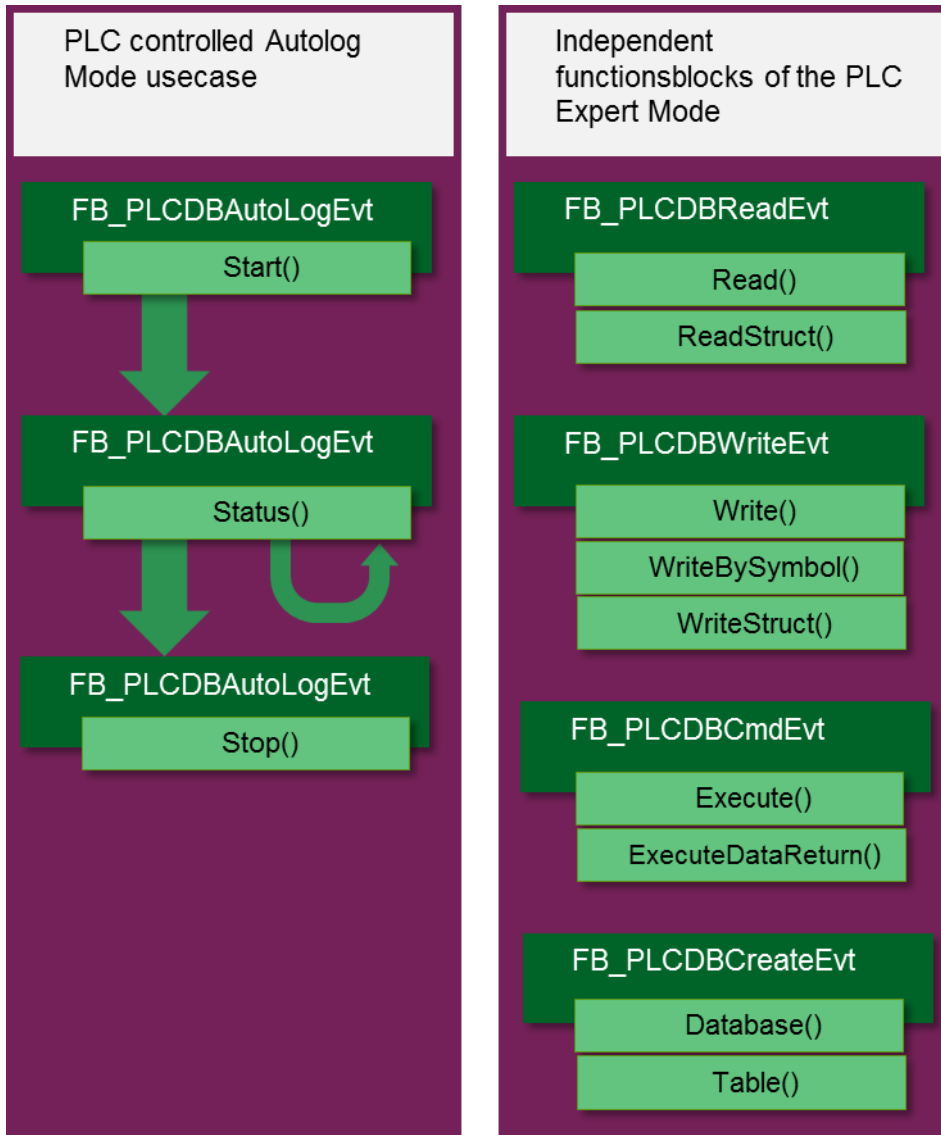 PLC controlled Autolog
Mode usecase
FB_PLCDBAutoLogEvt
Start()
FB_PLCDBAutoLogEvt
Status()
FB_PLCDBAutoLogEvt
Stop()
Independent
functionsblocks of the PLC
Expert Mode
FB_PLCDBReadEvt
Read()
ReadStruct()
FB_PLCDBWriteEvt
Write()
WriteBySymbol()
WriteStruct()
FB_PLCDBCmdEvt
Execute()
ExecuteDataReturn()
FB_PLCDBCreateEvt
Database()
Table()